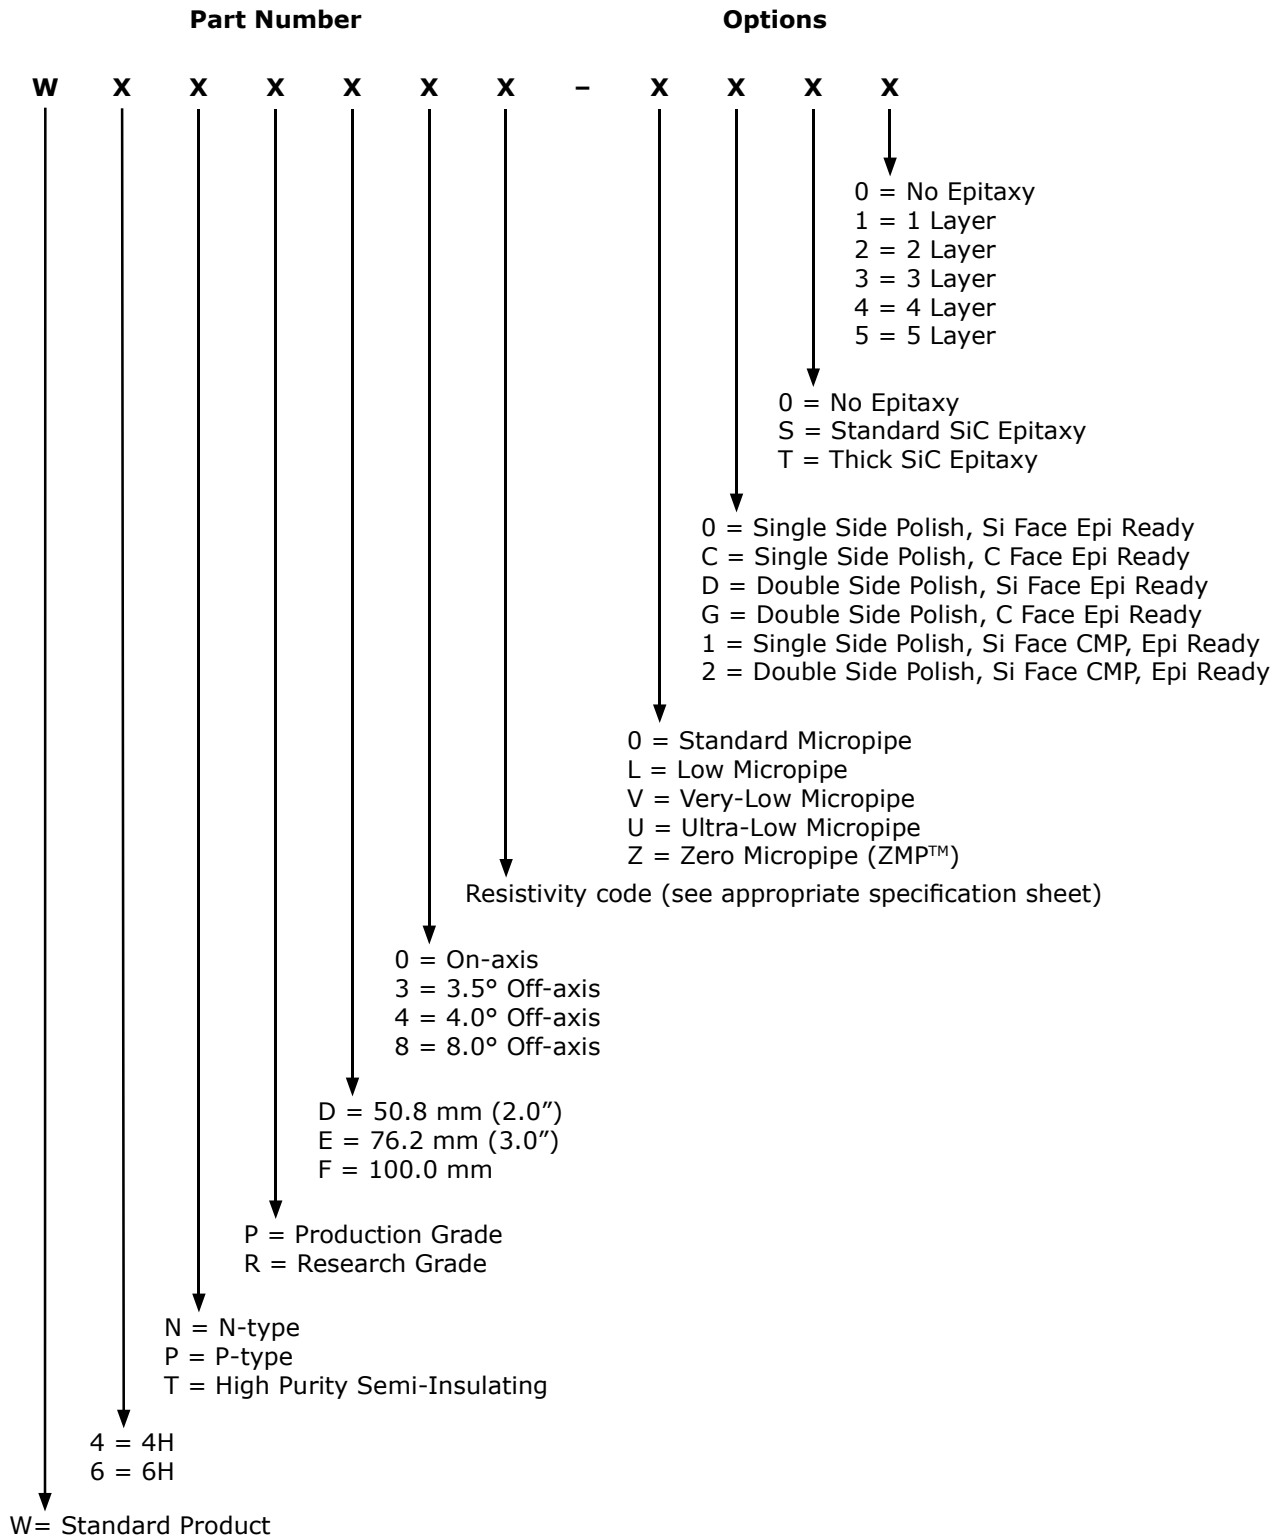 Part Number Options
W X X X X X X – X X X X
0 = No Epitaxy
1 = 1 Layer
2 = 2 Layer
3 = 3 Layer
4 = 4 Layer
5 = 5 Layer
0 = No Epitaxy
S = Standard SiC Epitaxy
T = Thick SiC Epitaxy
0 = Single Side Polish, Si Face Epi Ready
C = Single Side Polish, C Face Epi Ready
D = Double Side Polish, Si Face Epi Ready
G = Double Side Polish, C Face Epi Ready
1 = Single Side Polish, Si Face CMP, Epi Ready
2 = Double Side Polish, Si Face CMP, Epi Ready
0 = Standard Micropipe
L = Low Micropipe
V = Very-Low Micropipe
U = Ultra-Low Micropipe
Z = Zero Micropipe (ZMP™)
Resistivity code (see appropriate specification sheet)
0 = On-axis
3 = 3.5° Off-axis
4 = 4.0° Off-axis
8 = 8.0° Off-axis
D = 50.8 mm (2.0”)
E = 76.2 mm (3.0”)
F = 100.0 mm
P = Production Grade
R = Research Grade
N = N-type
P = P-type
T = High Purity Semi-Insulating
4 = 4H
6 = 6H
W= Standard Product